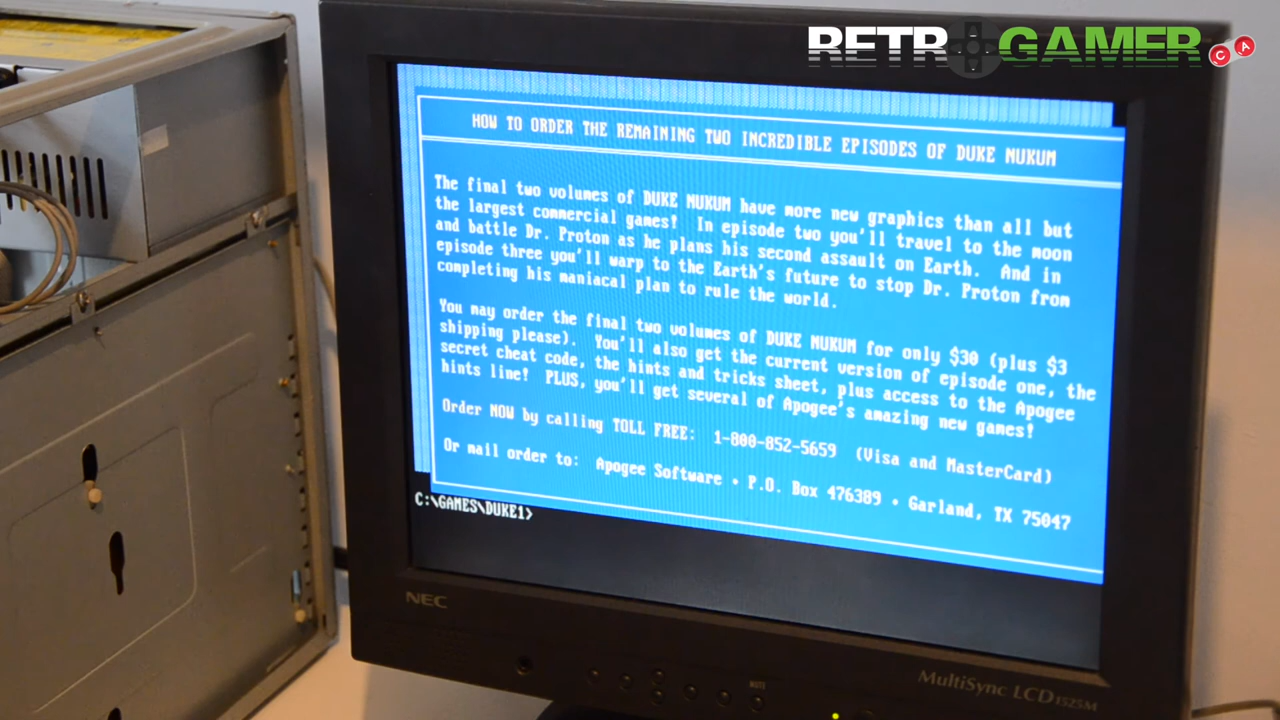 RETROGAMER CA
HOW TO ORDER THE REMAINING TWO INCREDIBLE EPISODES OF DUKE NUKUM
The final two volumes of DUKE NUKUM have more new graphics than all but
the largest commercial games!  In episode two you'll travel to the moon
and battle Dr. Proton as he plans his second assault on Earth.  And in
episode three you'll warp to the Earth's future to stop Dr. Proton from
completing his maniacal plan to rule the world.
You may order the final two volumes of DUKE NUKUM for only $30 (plus $3
shipping please).  You'll also get the current version of episode one, the
secret cheat code, the hints and tricks sheet, plus access to the Apogee
hints line!  PLUS, you'll get several of Apogee's amazing new games!
Order NOW by calling TOLL FREE:  1-800-852-5659  (Visa and MasterCard)
Or mail order to:  Apogee Software • P.O. Box 476389 • Garland, TX 75047
C:\GAMES\DUKE1>
NEC
MUTE
MultiSync LCD 1525M